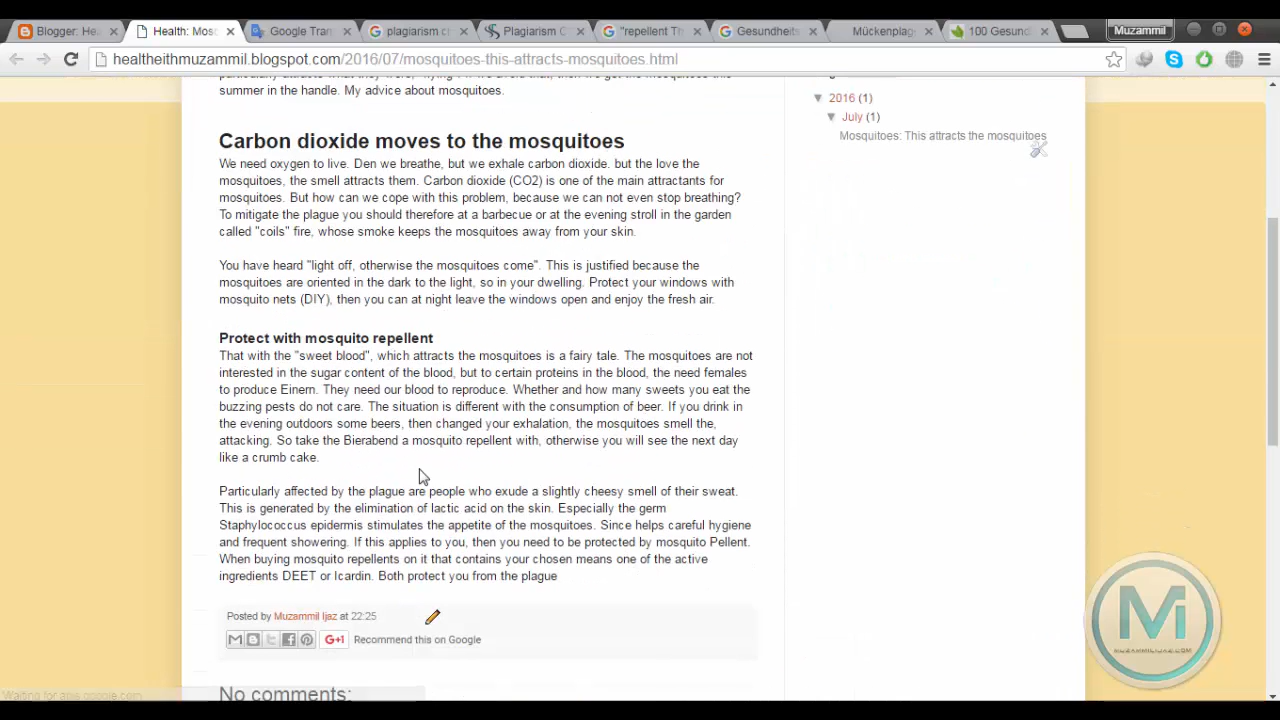 Blogger: He
Health: Mos
Google Tran
plagiarism c
Plagiarism C
"repellent Th
Gesundheits
Mückenplag
100 Gesund
Muzammil
healtheithmuzammil.blogspot.com/2016/07/mosquitoes-this-attracts-mosquitoes.html
summer in the handle. My advice about mosquitoes.
Carbon dioxide moves to the mosquitoes
We need oxygen to live. Den we breathe, but we exhale carbon dioxide. but the love the
mosquitoes, the smell attracts them. Carbon dioxide (CO2) is one of the main attractants for
mosquitoes. But how can we cope with this problem, because we can not even stop breathing?
To mitigate the plague you should therefore at a barbecue or at the evening stroll in the garden
called "coils" fire, whose smoke keeps the mosquitoes away from your skin.
You have heard "light off, otherwise the mosquitoes come". This is justified because the
mosquitoes are oriented in the dark to the light, so in your dwelling. Protect your windows with
mosquito nets (DIY), then you can at night leave the windows open and enjoy the fresh air.
Protect with mosquito repellent
That with the "sweet blood", which attracts the mosquitoes is a fairy tale. The mosquitoes are not
interested in the sugar content of the blood, but to certain proteins in the blood, the need females
to produce Einern. They need our blood to reproduce. Whether and how many sweets you eat the
buzzing pests do not care. The situation is different with the consumption of beer. If you drink in
the evening outdoors some beers, then changed your exhalation, the mosquitoes smell the,
attacking. So take the Bierabend a mosquito repellent with, otherwise you will see the next day
like a crumb cake.
Particularly affected by the plague are people who exude a slightly cheesy smell of their sweat.
This is generated by the elimination of lactic acid on the skin. Especially the germ
Staphylococcus epidermis stimulates the appetite of the mosquitoes. Since helps careful hygiene
and frequent showering. If this applies to you, then you need to be protected by mosquito Pellent.
When buying mosquito repellents on it that contains your chosen means one of the active
ingredients DEET or Icardin. Both protect you from the plague
Posted by Muzammil Ijaz at 22:25
G+1 Recommend this on Google
No comments:
2016 (1)
July (1)
Mosquitoes: This attracts the mosquitoes
Waiting for apis.google.com
MUZAMMILIJAZ.COM